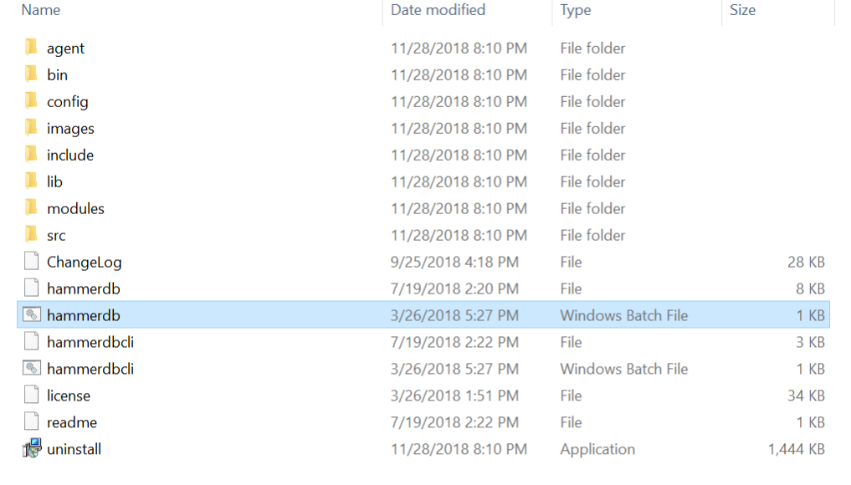 Name Date modified Type Size
agent 11/28/2018 8:10 PM File folder
bin 11/28/2018 8:10 PM File folder
config 11/28/2018 8:10 PM File folder
images 11/28/2018 8:10 PM File folder
include 11/28/2018 8:10 PM File folder
lib 11/28/2018 8:10 PM File folder
modules 11/28/2018 8:10 PM File folder
src 11/28/2018 8:10 PM File folder
ChangeLog 9/25/2018 4:18 PM File 28 KB
hammerdb 7/19/2018 2:20 PM File 8 KB
hammerdb 3/26/2018 5:27 PM Windows Batch File 1 KB
hammerdbcli 7/19/2018 2:22 PM File 3 KB
hammerdbcli 3/26/2018 5:27 PM Windows Batch File 1 KB
license 3/26/2018 1:51 PM File 34 KB
readme 7/19/2018 2:22 PM File 1 KB
uninstall 11/28/2018 8:10 PM Application 1,444 KB